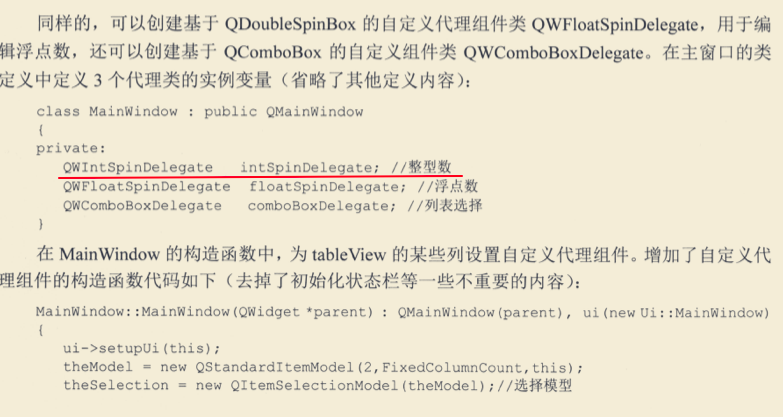 同样的，可以创建基于 QDoubleSpinBox 的自定义代理组件类 QWFloatSpinDelegate，用于编
辑浮点数，还可以创建基于 QComboBox 的自定义组件类 QWComboBoxDelegate。在主窗口的类
定义中定义 3 个代理类的实例变量（省略了其他定义内容）：
class MainWindow : public QMainWindow
{
private:
QWIntSpinDelegate intSpinDelegate; //整型数
QWFloatSpinDelegate floatSpinDelegate; //浮点数
QWComboBoxDelegate comboBoxDelegate; //列表选择
}
在 MainWindow 的构造函数中，为 tableView 的某些列设置自定义代理组件。增加了自定义代
理组件的构造函数代码如下（去掉了初始化状态栏等一些不重要的内容）：
MainWindow::MainWindow(QWidget *parent) : QMainWindow(parent), ui(new Ui::MainWindow)
{
ui->setupUi(this);
theModel = new QStandardItemModel(2,FixedColumnCount,this);
theSelection = new QItemSelectionModel(theModel);//选择模型